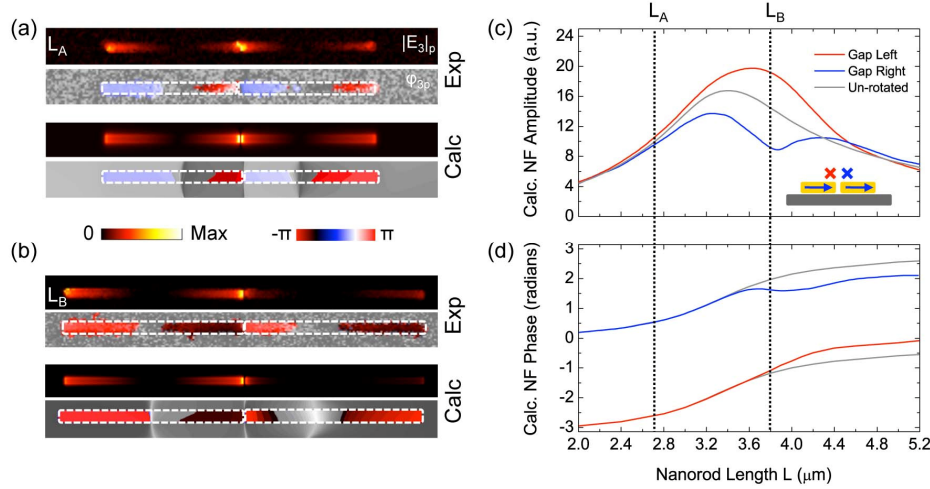 (a)
L_A
|E_3|_p
φ_3p
Exp
Calc
0
Max
-π
π
(b)
L_B
Exp
Calc
(c)
L_A
L_B
Calc. NF Amplitude (a.u.)
24
20
16
12
8
4
0
Gap Left
Gap Right
Un-rotated
(d)
Calc. NF Phase (radians)
3
2
1
0
-1
-2
-3
2.0 2.4 2.8 3.2 3.6 4.0 4.4 4.8 5.2
Nanorod Length L (μm)